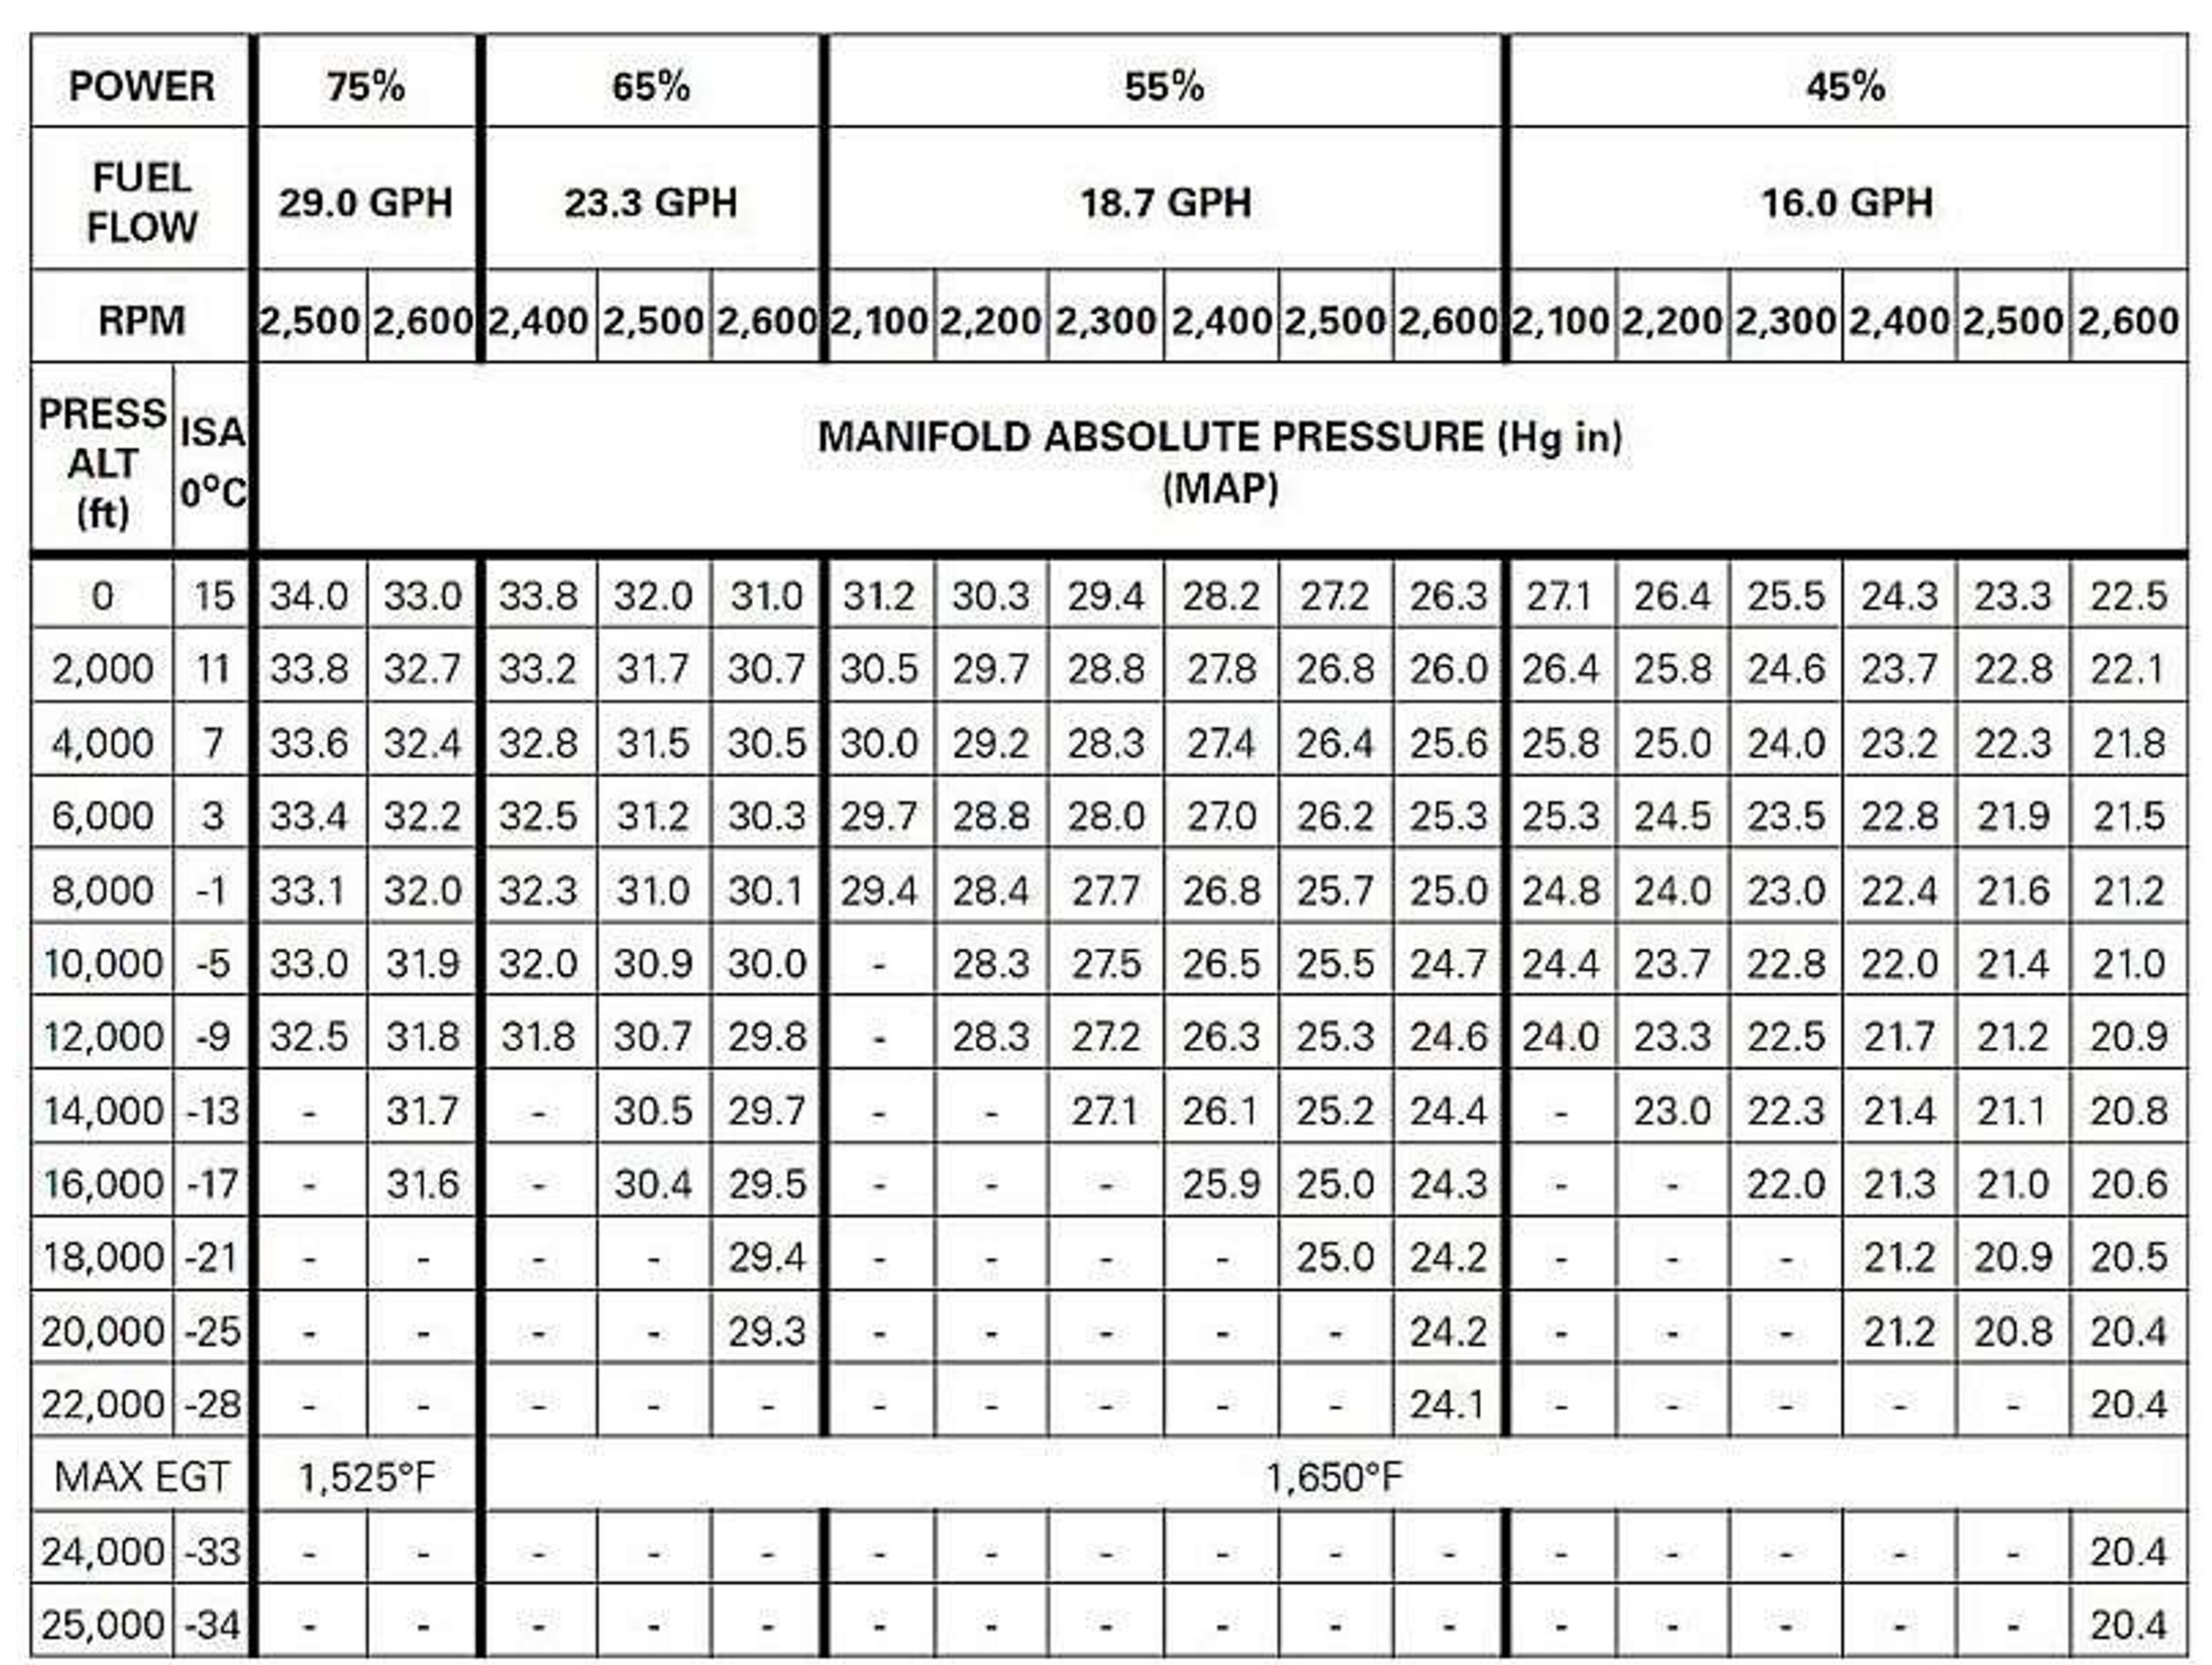 POWER 75% 65% 55% 45%
FUEL
FLOW 29.0 GPH 23.3 GPH 18.7 GPH 16.0 GPH
RPM 2,500 2,600 2,400 2,500 2,600 2,100 2,200 2,300 2,400 2,500 2,600 2,100 2,200 2,300 2,400 2,500 2,600
PRESS
ALT
(ft)
ISA
0°C
MANIFOLD ABSOLUTE PRESSURE (Hg in)
(MAP)
0 15 34.0 33.0 33.8 32.0 31.0 31.2 30.3 29.4 28.2 27.2 26.3 27.1 26.4 25.5 24.3 23.3 22.5
2,000 11 33.8 32.7 33.2 31.7 30.7 30.5 29.7 28.8 27.8 26.8 26.0 26.4 25.8 24.6 23.7 22.8 22.1
4,000 7 33.6 32.4 32.8 31.5 30.5 30.0 29.2 28.3 27.4 26.4 25.6 25.8 25.0 24.0 23.2 22.3 21.8
6,000 3 33.4 32.2 32.5 31.2 30.3 29.7 28.8 28.0 27.0 26.2 25.3 25.3 24.5 23.5 22.8 21.9 21.5
8,000 -1 33.1 32.0 32.3 31.0 30.1 29.4 28.4 27.7 26.8 25.7 25.0 24.8 24.0 23.0 22.4 21.6 21.2
10,000 -5 33.0 31.9 32.0 30.9 30.0 - 28.3 27.5 26.5 25.5 24.7 24.4 23.7 22.8 22.0 21.4 21.0
12,000 -9 32.5 31.8 31.8 30.7 29.8 - 28.3 27.2 26.3 25.3 24.6 24.0 23.3 22.5 21.7 21.2 20.9
14,000 -13 - 31.7 - 30.5 29.7 - - 27.1 26.1 25.2 24.4 - 23.0 22.3 21.4 21.1 20.8
16,000 -17 - 31.6 - 30.4 29.5 - - - 25.9 25.0 24.3 - - 22.0 21.3 21.0 20.6
18,000 -21 - - - - 29.4 - - - - 25.0 24.2 - - - 21.2 20.9 20.5
20,000 -25 - - - - 29.3 - - - - - 24.2 - - - 21.2 20.8 20.4
22,000 -28 - - - - - - - - - - 24.1 - - - - - 20.4
MAX EGT 1,525°F 1,650°F
24,000 -33 - - - - - - - - - - - - - - - - 20.4
25,000 -34 - - - - - - - - - - - - - - - - 20.4